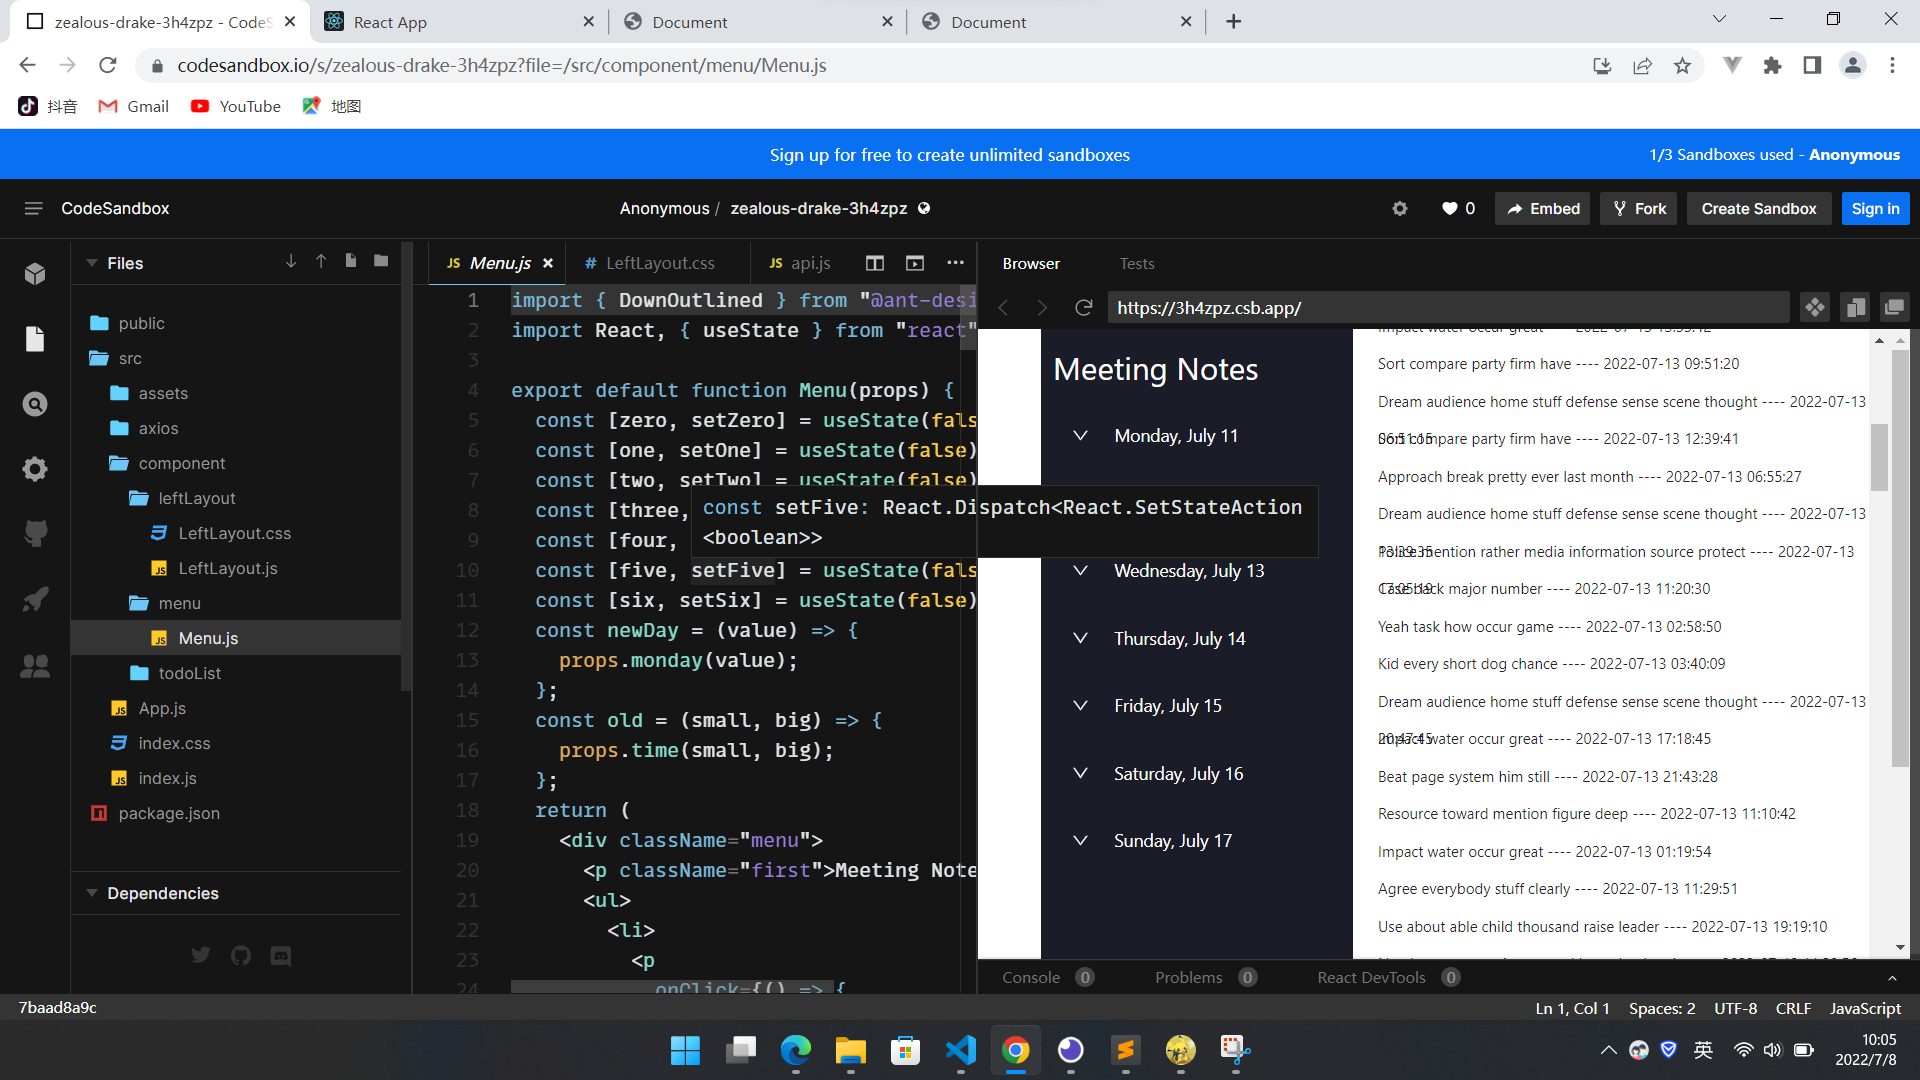 zealous-drake-3h4zpz - CodeS
React App
Document
Document
codesandbox.io/s/zealous-drake-3h4zpz?file=/src/component/menu/Menu.js
抖音
Gmail
YouTube
地图
Sign up for free to create unlimited sandboxes
1/3 Sandboxes used - Anonymous
CodeSandbox
Anonymous / zealous-drake-3h4zpz
0
Embed
Fork
Create Sandbox
Sign in
Files
public
src
assets
axios
component
leftLayout
LeftLayout.css
LeftLayout.js
menu
Menu.js
todoList
App.js
index.css
index.js
package.json
Dependencies
JS Menu.js
# LeftLayout.css
JS api.js
1 import { DownOutlined } from "@ant-desi
2 import React, { useState } from "react"
3
4 export default function Menu(props) {
5 const [zero, setZero] = useState(fals
6 const [one, setOne] = useState(false)
7 const [two, setTwo] = useState(false)
8 const [three,
9 const [four,
const setFive: React.Dispatch<React.SetStateAction
<boolean>>
10 const [five, setFive] = useState(fals
11 const [six, setSix] = useState(false)
12 const newDay = (value) => {
13 props.monday(value);
14 };
15 const old = (small, big) => {
16 props.time(small, big);
17 };
18 return (
19 <div className="menu">
20 <p className="first">Meeting Note
21 <ul>
22 <li>
23 <p
24 onClick={() => {
Browser
Tests
https://3h4zpz.csb.app/
Meeting Notes
Monday, July 11
Wednesday, July 13
Thursday, July 14
Friday, July 15
Saturday, July 16
Sunday, July 17
Sort compare party firm have ---- 2022-07-13 09:51:20
Dream audience home stuff defense sense scene thought ---- 2022-07-13
06:51:15
Sort compare party firm have ---- 2022-07-13 12:39:41
Approach break pretty ever last month ---- 2022-07-13 06:55:27
Dream audience home stuff defense sense scene thought ---- 2022-07-13
13:39:35
Police mention rather media information source protect ---- 2022-07-13
17:05:19
Case back major number ---- 2022-07-13 11:20:30
Yeah task how occur game ---- 2022-07-13 02:58:50
Kid every short dog chance ---- 2022-07-13 03:40:09
Dream audience home stuff defense sense scene thought ---- 2022-07-13
20:47:45
Impact water occur great ---- 2022-07-13 17:18:45
Beat page system him still ---- 2022-07-13 21:43:28
Resource toward mention figure deep ---- 2022-07-13 11:10:42
Impact water occur great ---- 2022-07-13 01:19:54
Agree everybody stuff clearly ---- 2022-07-13 11:29:51
Use about able child thousand raise leader ---- 2022-07-13 19:19:10
Console 0
Problems 0
React DevTools 0
7baad8a9c
Ln 1, Col 1
Spaces: 2
UTF-8
CRLF
JavaScript
英
10:05
2022/7/8